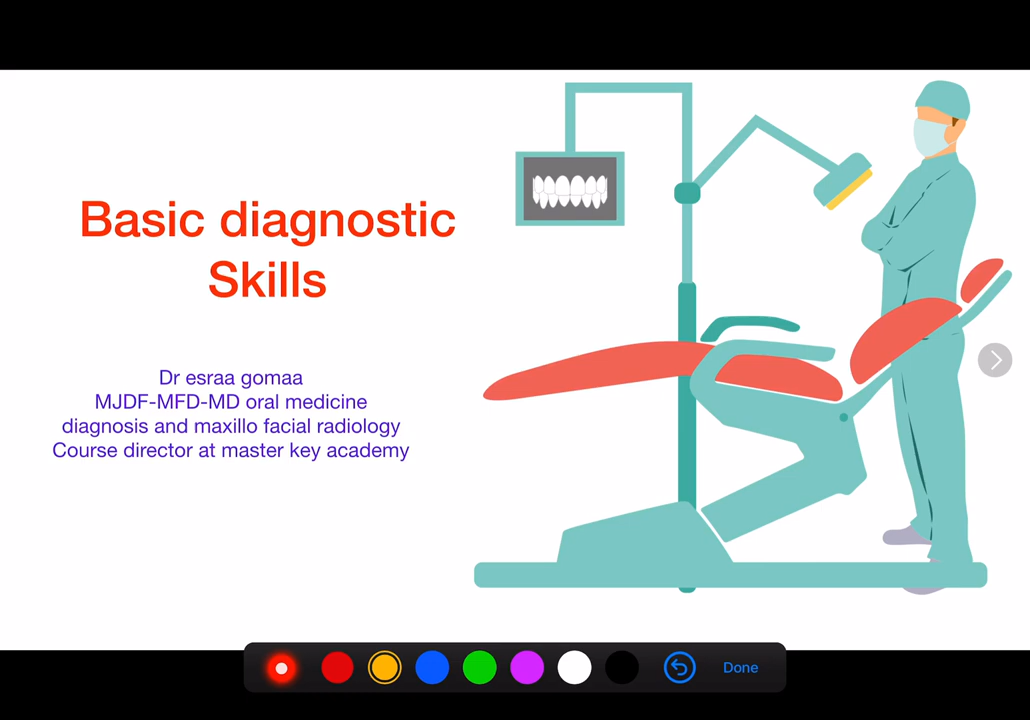 Basic diagnostic
Skills
Dr esraa gomaa
MJDF-MFD-MD oral medicine
diagnosis and maxillo facial radiology
Course director at master key academy
Done